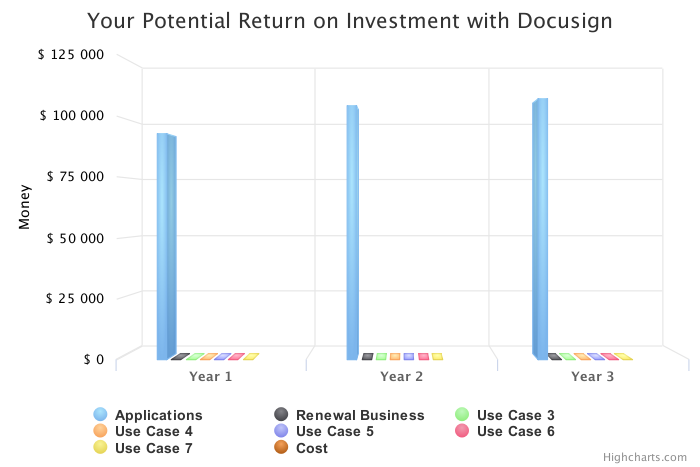 Your Potential Return on Investment with Docusign
$ 125 000
$ 100 000
$ 75 000
$ 50 000
$ 25 000
$ 0
Money
Year 1 Year 2 Year 3
Applications Renewal Business Use Case 3
Use Case 4 Use Case 5 Use Case 6
Use Case 7 Cost
Highcharts.com